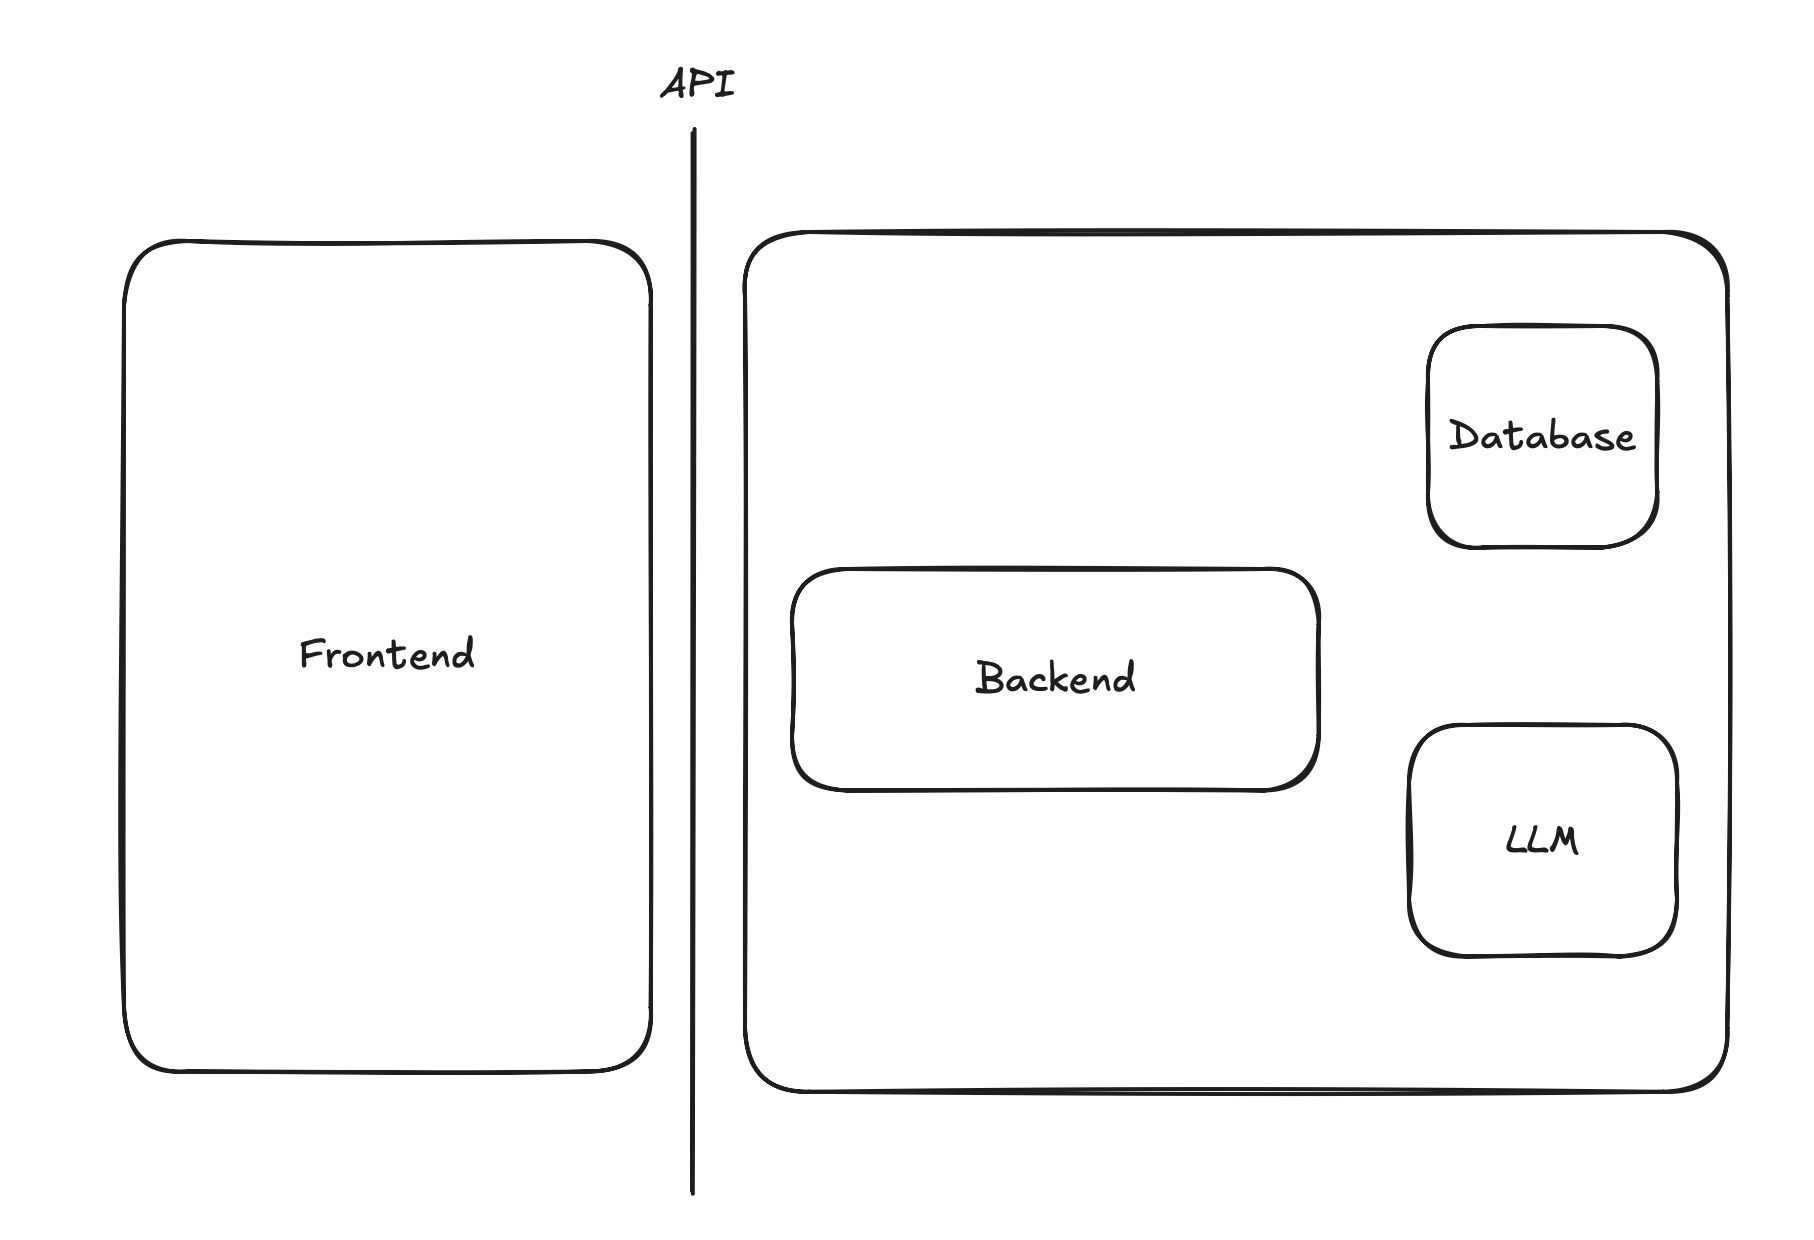 API
Frontend
Backend
Database
LLM